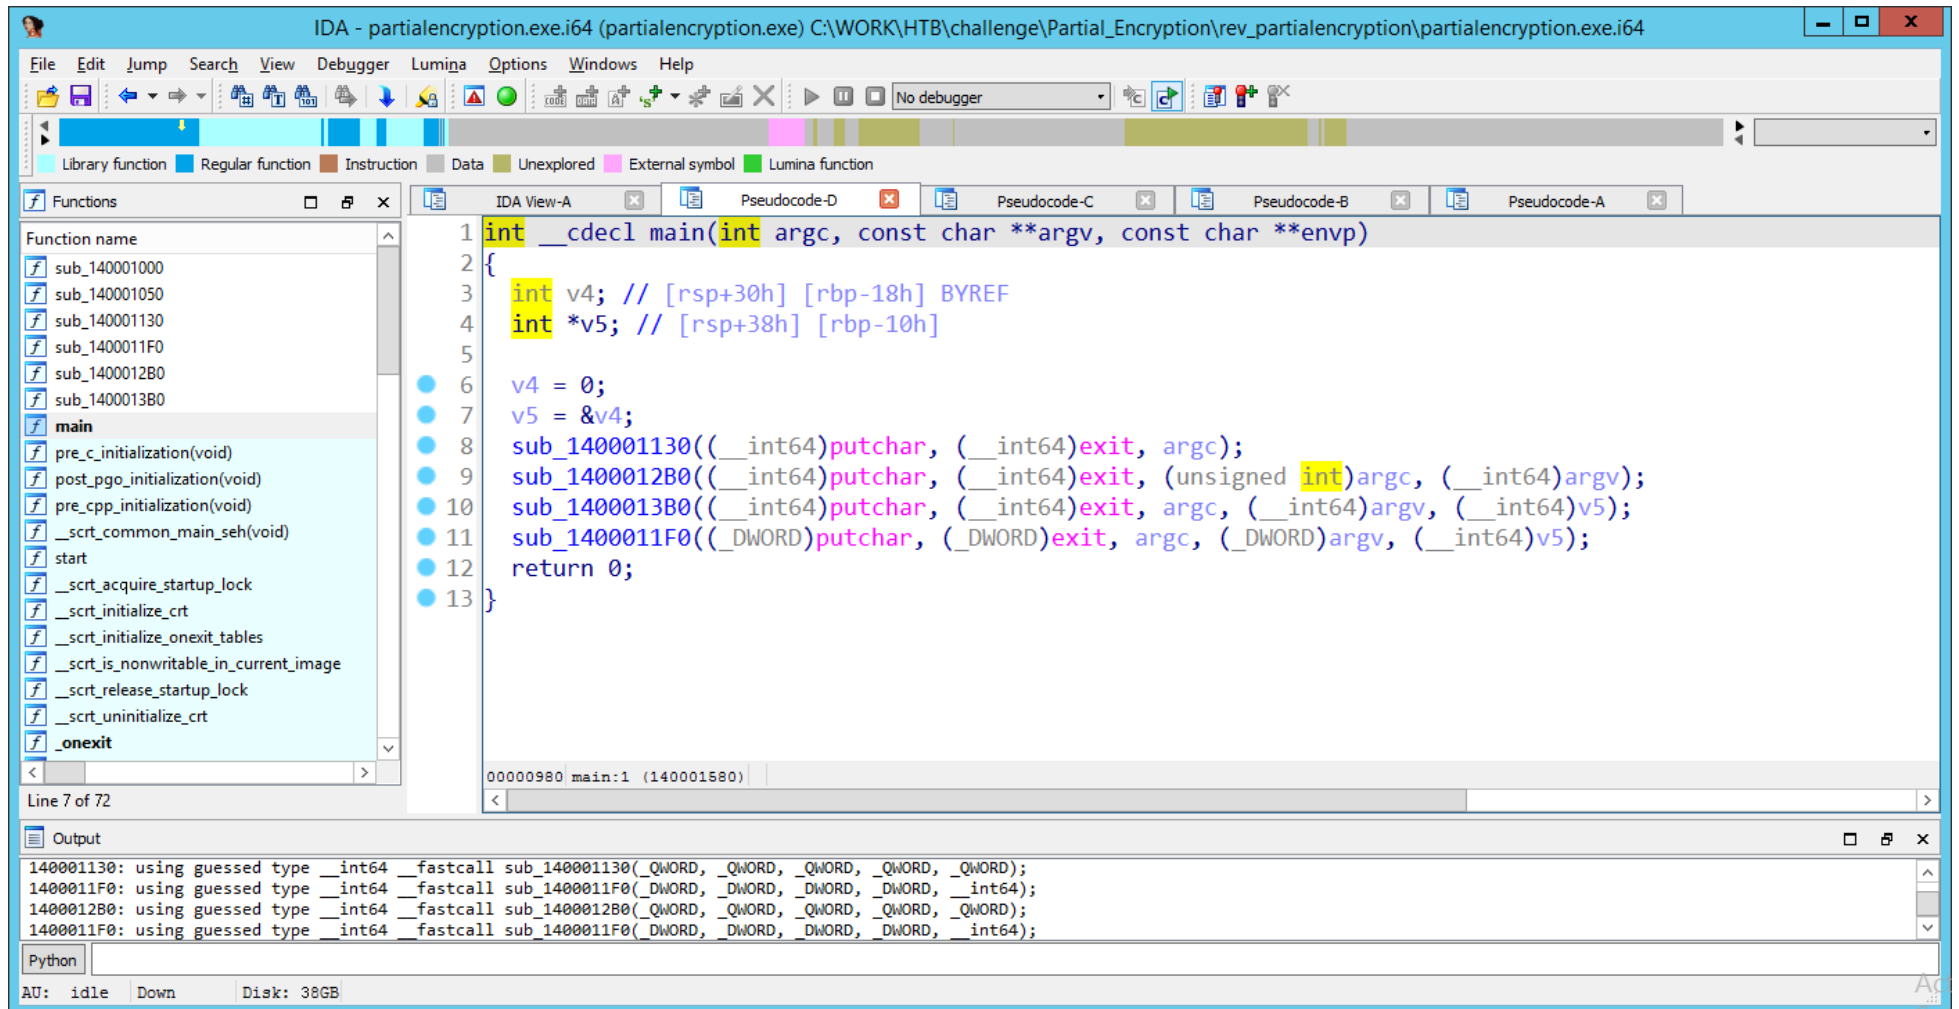 IDA - partialencryption.exe.i64 (partialencryption.exe) C:\WORK\HTB\challenge\Partial_Encryption\rev_partialencryption\partialencryption.exe.i64
File Edit Jump Search View Debugger Lumina Options Windows Help
No debugger
Library function Regular function Instruction Data Unexplored External symbol Lumina function
Functions
Function name
sub_140001000
sub_140001050
sub_140001130
sub_1400011F0
sub_1400012B0
sub_1400013B0
main
pre_c_initialization(void)
post_pgo_initialization(void)
pre_cpp_initialization(void)
__scrt_common_main_seh(void)
start
__scrt_acquire_startup_lock
__scrt_initialize_crt
__scrt_initialize_onexit_tables
__scrt_is_nonwritable_in_current_image
__scrt_release_startup_lock
__scrt_uninitialize_crt
_onexit
Line 7 of 72
IDA View-A Pseudocode-D Pseudocode-C Pseudocode-B Pseudocode-A
1 int __cdecl main(int argc, const char **argv, const char **envp)
2 {
3 int v4; // [rsp+30h] [rbp-18h] BYREF
4 int *v5; // [rsp+38h] [rbp-10h]
5
6 v4 = 0;
7 v5 = &v4;
8 sub_140001130((__int64)putchar, (__int64)exit, argc);
9 sub_1400012B0((__int64)putchar, (__int64)exit, (unsigned int)argc, (__int64)argv);
10 sub_1400013B0((__int64)putchar, (__int64)exit, argc, (__int64)argv, (__int64)v5);
11 sub_1400011F0((_DWORD)putchar, (_DWORD)exit, argc, (_DWORD)argv, (__int64)v5);
12 return 0;
13 }
00000980 main:1 (140001580)
Output
140001130: using guessed type __int64 __fastcall sub_140001130(_QWORD, _QWORD, _QWORD, _QWORD, _QWORD);
1400011F0: using guessed type __int64 __fastcall sub_1400011F0(_DWORD, _DWORD, _DWORD, _DWORD, __int64);
1400012B0: using guessed type __int64 __fastcall sub_1400012B0(_QWORD, _QWORD, _QWORD, _QWORD, _QWORD);
1400011F0: using guessed type __int64 __fastcall sub_1400011F0(_DWORD, _DWORD, _DWORD, _DWORD, __int64);
Python
AU: idle Down Disk: 38GB